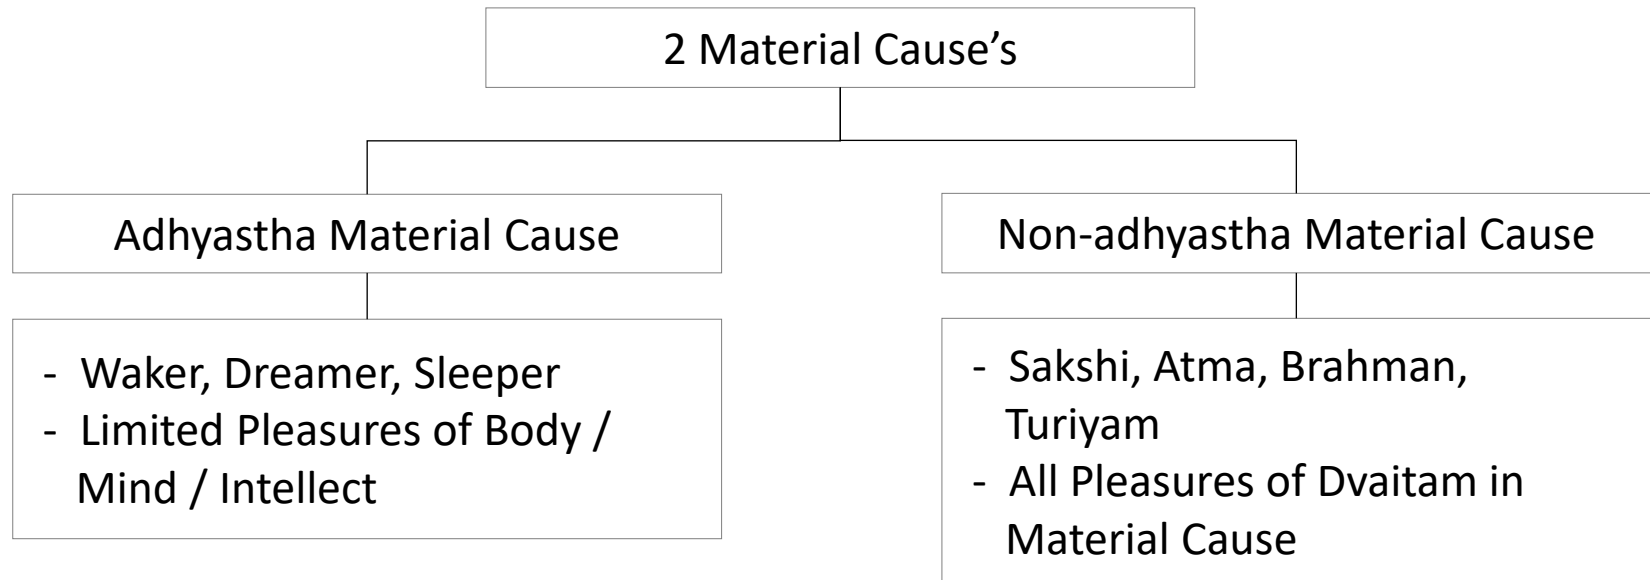 2 Material Cause’s
Adhyastha Material Cause
Non-adhyastha Material Cause
- Waker, Dreamer, Sleeper
- Limited Pleasures of Body /
Mind / Intellect
- Sakshi, Atma, Brahman,
Turiyam
- All Pleasures of Dvaitam in
Material Cause